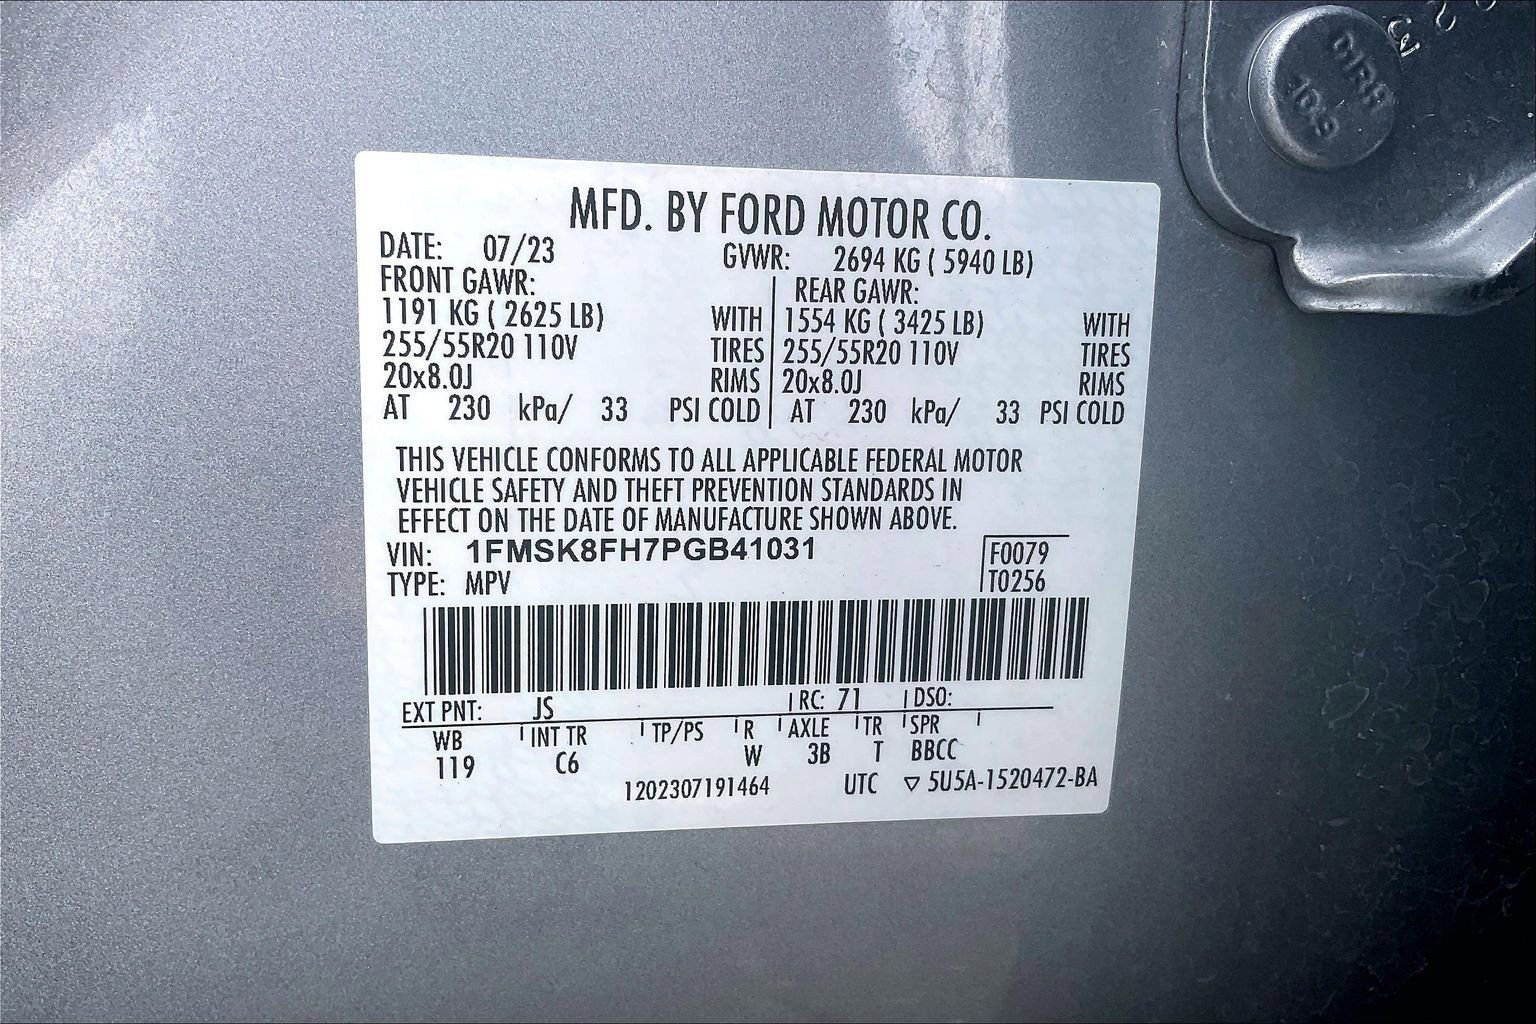 MFD. BY FORD MOTOR CO.
DATE: 07/23 GVWR: 2694 KG ( 5940 LB)
FRONT GAWR: REAR GAWR:
1191 KG ( 2625 LB) WITH 1554 KG ( 3425 LB) WITH
255/55R20 110V TIRES 255/55R20 110V TIRES
20x8.0J RIMS 20x8.0J RIMS
AT 230 kPa/ 33 PSI COLD AT 230 kPa/ 33 PSI COLD
THIS VEHICLE CONFORMS TO ALL APPLICABLE FEDERAL MOTOR
VEHICLE SAFETY AND THEFT PREVENTION STANDARDS IN
EFFECT ON THE DATE OF MANUFACTURE SHOWN ABOVE.
VIN: 1FMSK8FH7PGB41031 F0079
TYPE: MPV T0256
EXT PNT: JS RC: 71 DSO:
WB INT TR TP/PS R AXLE TR SPR
119 C6 W 3B T BBCC
1202307191464 UTC ▽ 5U5A-1520472-BA
10.9